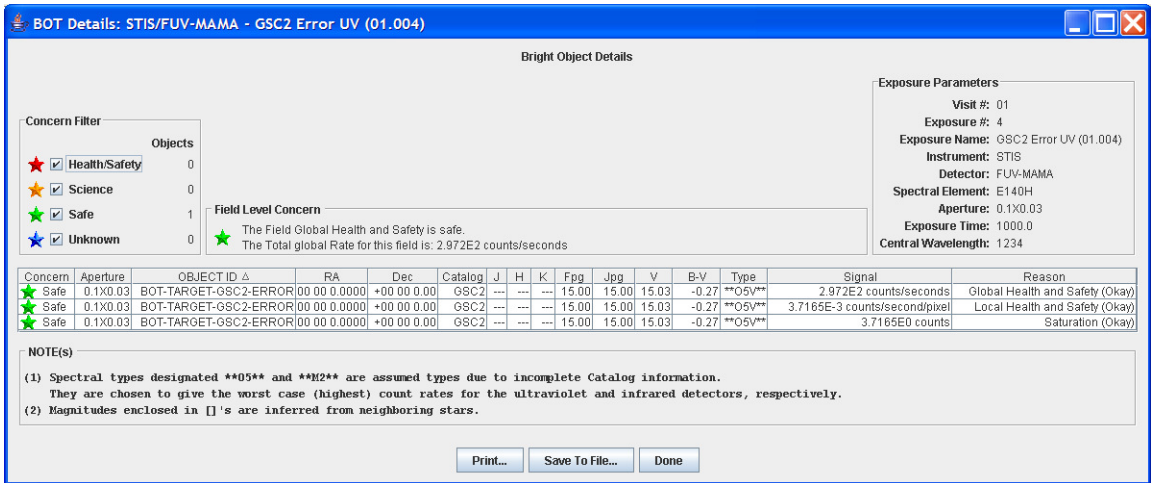 BOT Details: STIS/FUV-MAMA - GSC2 Error UV (01.004)
Bright Object Details
Concern Filter
Objects
Health/Safety 0
Science 0
Safe 1
Unknown 0
Field Level Concern
The Field Global Health and Safety is safe.
The Total global Rate for this field is: 2.972E2 counts/seconds
Exposure Parameters
Visit #: 01
Exposure #: 4
Exposure Name: GSC2 Error UV (01.004)
Instrument: STIS
Detector: FUV-MAMA
Spectral Element: E140H
Aperture: 0.1X0.03
Exposure Time: 1000.0
Central Wavelength: 1234
Concern Aperture OBJECT ID △ RA Dec Catalog J H K Fpg Jpg V B-V Type Signal Reason
Safe 0.1X0.03 BOT-TARGET-GSC2-ERROR 00 00 0.0000 +00 00 0.00 GSC2 --- --- --- 15.00 15.00 15.03 -0.27 **O5V** 2.972E2 counts/seconds Global Health and Safety (Okay)
Safe 0.1X0.03 BOT-TARGET-GSC2-ERROR 00 00 0.0000 +00 00 0.00 GSC2 --- --- --- 15.00 15.00 15.03 -0.27 **O5V** 3.7165E-3 counts/second/pixel Local Health and Safety (Okay)
Safe 0.1X0.03 BOT-TARGET-GSC2-ERROR 00 00 0.0000 +00 00 0.00 GSC2 --- --- --- 15.00 15.00 15.03 -0.27 **O5V** 3.7165E0 counts Saturation (Okay)
NOTE(s)
(1) Spectral types designated **O5** and **M2** are assumed types due to incomplete Catalog information.
They are chosen to give the worst case (highest) count rates for the ultraviolet and infrared detectors, respectively.
(2) Magnitudes enclosed in []'s are inferred from neighboring stars.
Print... Save To File... Done